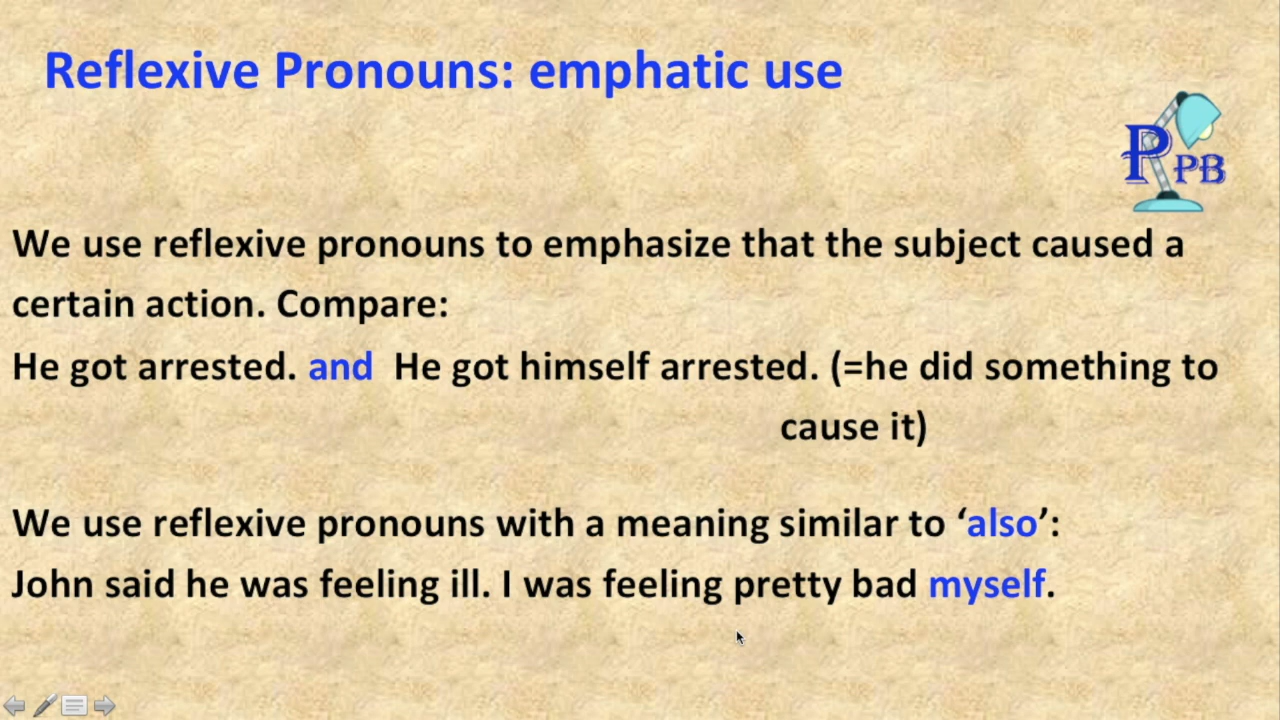 Reflexive Pronouns: emphatic use
P PB
We use reflexive pronouns to emphasize that the subject caused a
certain action. Compare:
He got arrested. and He got himself arrested. (=he did something to
cause it)
We use reflexive pronouns with a meaning similar to ‘also’:
John said he was feeling ill. I was feeling pretty bad myself.